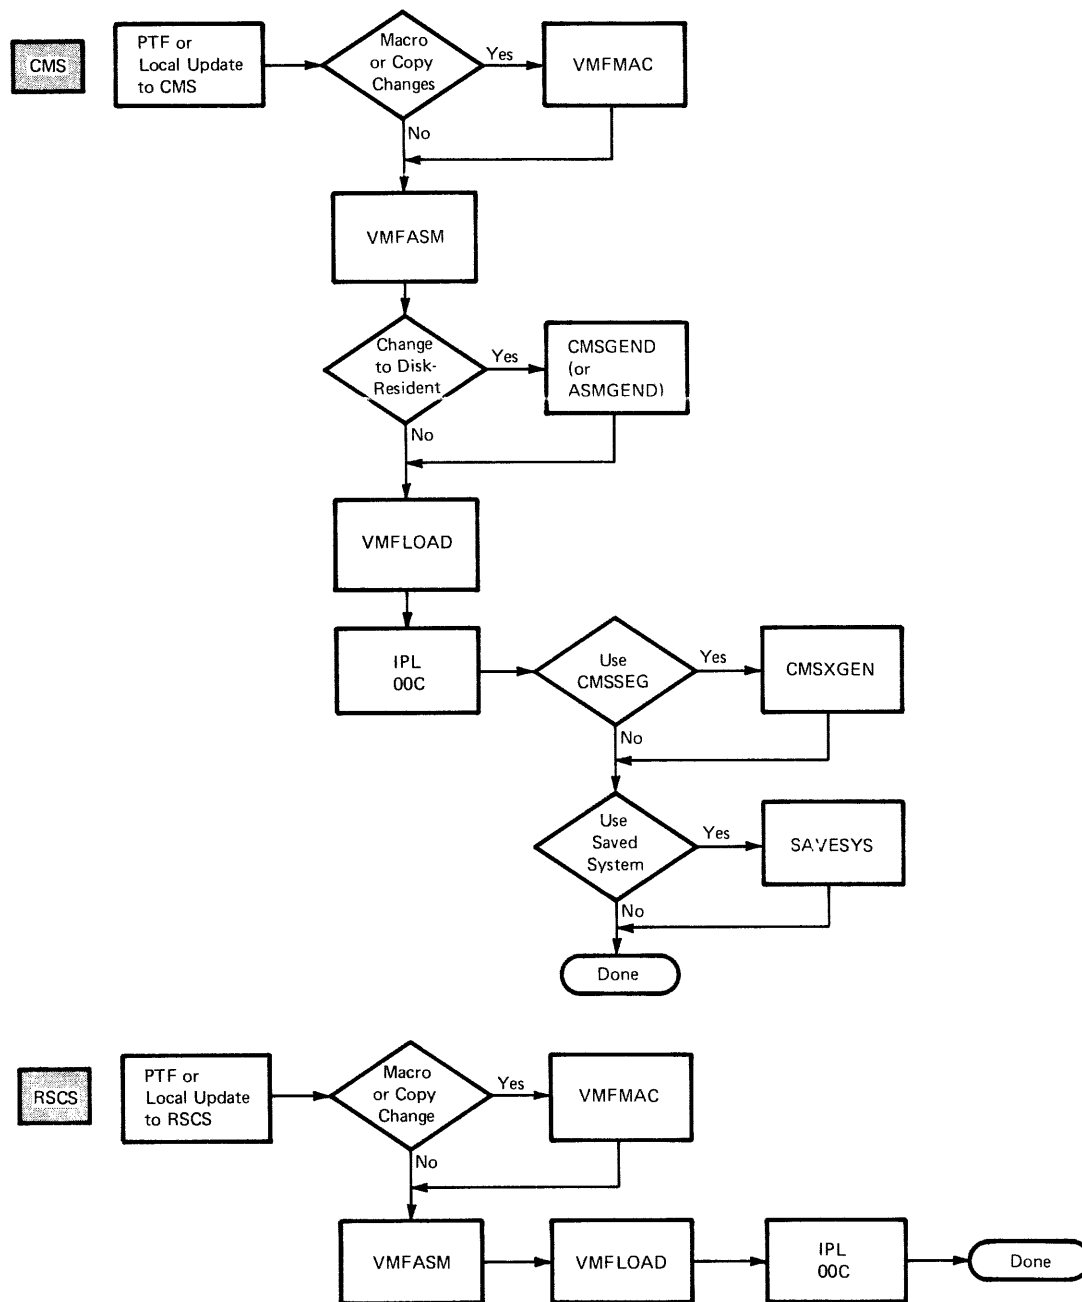 CMS
PTF or
Local Update
to CMS
Macro
or Copy
Changes
Yes
VMFMAC
No
VMFASM
Change
to Disk-
Resident
Yes
CMSGEND
(or
ASMGEND)
No
VMFLOAD
IPL
00C
Use
CMSSEG
Yes
CMSXGEN
No
Use
Saved
System
Yes
SAVESYS
No
Done
RSCS
PTF or
Local Update
to RSCS
Macro
or Copy
Change
Yes
VMFMAC
No
VMFASM
VMFLOAD
IPL
00C
Done